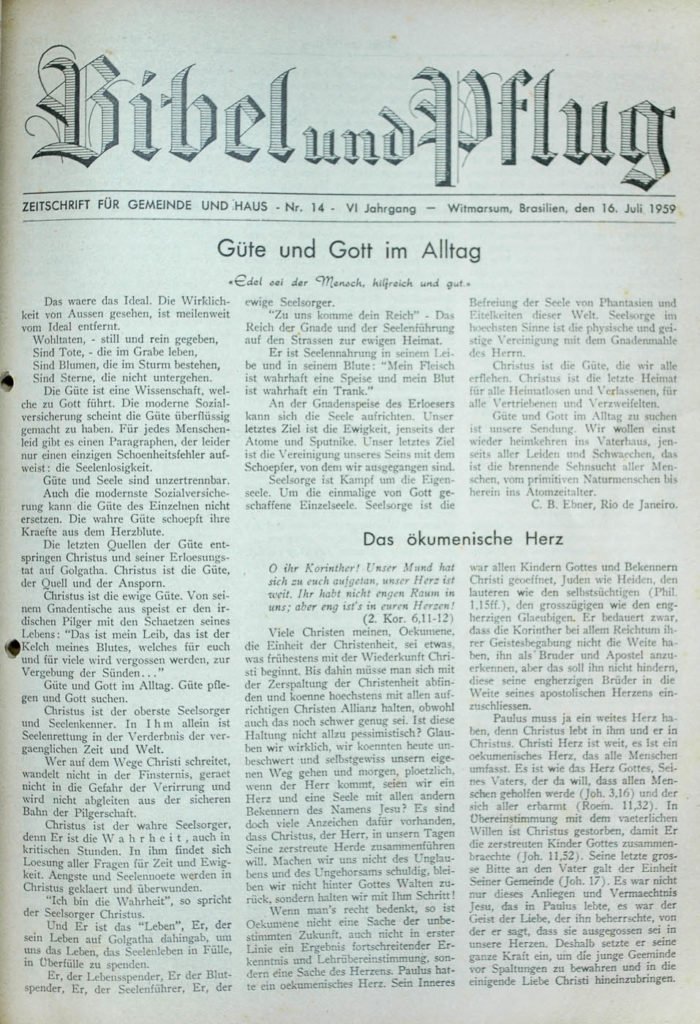 Bibel und Pflug
ZEITSCHRIFT FÜR GEMEINDE UND HAUS - Nr. 14 - VI Jahrgang — Witmarsum, Brasilien, den 16. Juli 1959
Güte und Gott im Alltag
«Edel sei der Mensch, hilfreich und gut.»
Das waere das Ideal. Die Wirklich-
keit von Aussen gesehen, ist meilenweit
vom Ideal entfernt.
Wohltaten, - still und rein gegeben,
Sind Tote, - die im Grabe leben,
Sind Blumen, die im Sturm bestehen,
Sind Sterne, die nicht untergehen.
Die Güte ist eine Wissenschaft, wel-
che zu Gott führt. Die moderne Sozial-
versicherung scheint die Güte überflüssig
gemacht zu haben. Für jedes Menschen-
leid gibt es einen Paragraphen, der leider
nur einen einzigen Schoenheitsfehler auf-
weist: die Seelenlosigkeit.
Güte und Seele sind unzertrennbar.
Auch die modernste Sozialversiche-
rung kann die Güte des Einzelnen nicht
ersetzen. Die wahre Güte schoepft ihre
Kraefte aus dem Herzblute.
Die letzten Quellen der Güte ent-
springen Christus und seiner Erloesungs-
tat auf Golgatha. Christus ist die Güte,
der Quell und der Ansporn.
Christus ist die ewige Güte. Von sei-
nem Gnadentische aus speist er den ir-
dischen Pilger mit den Schaetzen seines
Lebens: "Das ist mein Leib, das ist der
Kelch meines Blutes, welches für euch
und für viele wird vergossen werden, zur
Vergebung der Sünden..."
Güte und Gott im Alltag. Güte pfle-
gen und Gott suchen.
Christus ist der oberste Seelsorger
und Seelenkenner. In Ihm allein ist
Seelenrettung in der Verderbnis der ver-
gaenglichen Zeit und Welt.
Wer auf dem Wege Christi schreitet,
wandelt nicht in der Finsternis, geraet
nicht in die Gefahr der Verirrung und
wird nicht abgleiten aus der sicheren
Bahn der Pilgerschaft.
Christus ist der wahre Seelsorger,
denn Er ist die Wahrheit, auch in
kritischen Stunden. In ihm findet sich
Loesung aller Fragen für Zeit und Ewig-
keit. Aengste und Seelennoete werden in
Christus geklaert und überwunden.
"Ich bin die Wahrheit", so spricht
der Seelsorger Christus.
Und Er ist das "Leben", Er, der
sein Leben auf Golgatha dahingab, um
uns das Leben, das Seelenleben in Fülle,
in Überfülle zu spenden.
Er, der Lebensspender, Er der Blut-
spender, Er, der Seelenführer, Er, der
ewige Seelsorger.
"Zu uns komme dein Reich" - Das
Reich der Gnade und der Seelenführung
auf den Strassen zur ewigen Heimat.
Er ist Seelennahrung in seinem Lei-
be und in seinem Blute: "Mein Fleisch
ist wahrhaft eine Speise und mein Blut
ist wahrhaft ein Trank."
An der Gnadenspeise des Erloesers
kann sich die Seele aufrichten. Unser
letztes Ziel ist die Ewigkeit, jenseits der
Atome und Sputnike. Unser letztes Ziel
ist die Vereinigung unseres Seins mit dem
Schoepfer, von dem wir ausgegangen sind.
Seelsorge ist Kampf um die Eigen-
seele. Um die einmalige von Gott ge-
schaffene Einzelseele. Seelsorge ist die
Befreiung der Seele von Phantasien und
Eitelkeiten dieser Welt. Seelsorge im
hoechsten Sinne ist die physische und gei-
stige Vereinigung mit dem Gnadenmahle
des Herrn.
Christus ist die Güte, die wir alle
erflehen. Christus ist die letzte Heimat
für alle Heimatlosen und Verlassenen, für
alle Vertriebenen und Verzweifelten.
Güte und Gott im Alltag zu suchen
ist unsere Sendung. Wir wollen einst
wieder heimkehren ins Vaterhaus, jen-
seits aller Leiden und Schwaechen, das
ist die brennende Sehnsucht aller Men-
schen, vom primitiven Naturmenschen bis
herein ins Atomzeitalter.
C. B. Ebner, Rio de Janeiro.
Das ökumenische Herz
O ihr Korinther! Unser Mund hat
sich zu euch aufgetan, unser Herz ist
weit. Ihr habt nicht engen Raum in
uns; aber eng ist's in euren Herzen!
(2. Kor. 6,11-12)
Viele Christen meinen, Oekumene,
die Einheit der Christenheit, sei etwas,
was frühestens mit der Wiederkunft Chri-
sti beginnt. Bis dahin müsse man sich mit
der Zerspaltung der Christenheit abfin-
den und koenne hoechstens mit allen auf-
richtigen Christen Allianz halten, obwohl
auch das noch schwer genug sei. Ist diese
Haltung nicht allzu pessimistisch? Glau-
ben wir wirklich, wir koennten heute un-
beschwert und selbstgewiss unsern eige-
nen Weg gehen und morgen, ploetzlich,
wenn der Herr kommt, seien wir ein
Herz und eine Seele mit allen andern
Bekennern des Namens Jesu? Es sind
doch viele Anzeichen dafür vorhanden,
dass Christus, der Herr, in unsern Tagen
Seine zerstreute Herde zusammenführen
will. Machen wir uns nicht des Unglau-
bens und des Ungehorsams schuldig, blei-
ben wir nicht hinter Gottes Walten zu-
rück, sondern halten wir mit Ihm Schritt!
Wenn man's recht bedenkt, so ist
Oekumene nicht eine Sache der unbe-
stimmten Zukunft, auch nicht in erster
Linie ein Ergebnis fortschreitender Er-
kenntnis und Lehrübereinstimmung, son-
dern eine Sache des Herzens. Paulus hat-
te ein oekumenisches Herz. Sein Inneres
war allen Kindern Gottes und Bekennern
Christi geoeffnet, Juden wie Heiden, den
lauteren wie den selbstsüchtigen (Phil.
1,15ff.), den grosszügigen wie den eng-
herzigen Glaeubigen. Er bedauert zwar,
dass die Korinther bei allem Reichtum ih-
rer Geistesbegabung nicht die Weite ha-
ben, ihn als Bruder und Apostel anzu-
erkennen, aber das soll ihn nicht hindern,
diese seine engherzigen Brüder in die
Weite seines apostolischen Herzens ein-
zuschliessen.
Paulus muss ja ein weites Herz ha-
ben, denn Christus lebt in ihm und er in
Christus. Christi Herz ist weit, es ist ein
oekumenisches Herz, das alle Menschen
umfasst. Es ist wie das Herz Gottes, Sei-
nes Vaters, der da will, dass allen Men-
schen geholfen werde (Joh. 3,16) und der
sich aller erbarmt (Roem. 11,32). In
Übereinstimmung mit dem vaeterlichen
Willen ist Christus gestorben, damit Er
die zerstreuten Kinder Gottes zusammen-
braechte (Joh. 11,52). Seine letzte gros-
se Bitte an den Vater galt der Einheit
Seiner Gemeinde (Joh. 17). Es war nicht
nur dieses Anliegen und Vermaechtnis
Jesu, das in Paulus lebte, es war der
Geist der Liebe, der ihn beherrschte, von
der er sagt, dass sie ausgegossen sei in
unsere Herzen. Deshalb setzte er seine
ganze Kraft ein, um die junge Geeminde
vor Spaltungen zu bewahren und in die
einigende Liebe Christi hineinzubringen.